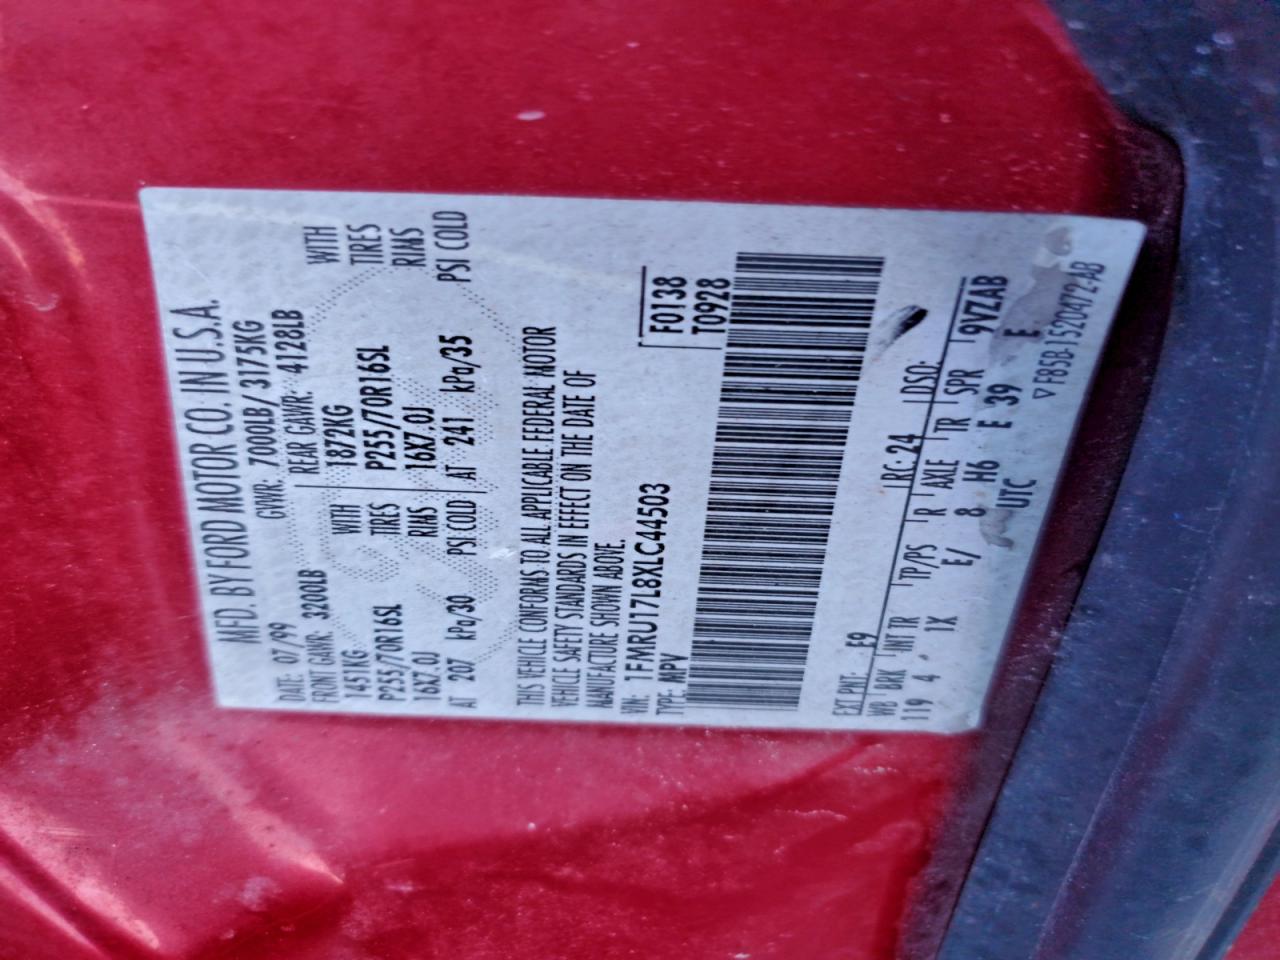 MFD. BY FORD MOTOR CO. IN U.S.A.
DATE: 07/99 GVWR: 7000LB/ 3175KG
FRONT GAWR: 3200LB REAR GAWR: 4128LB
1451KG WITH 1872KG WITH
P255/70R16SL TIRES P255/70R16SL TIRES
16X7.0J RIMS 16X7.0J RIMS
AT 207 kPa/30 PSI COLD AT 241 kPa/35 PSI COLD
THIS VEHICLE CONFORMS TO ALL APPLICABLE FEDERAL MOTOR
VEHICLE SAFETY STANDARDS IN EFFECT ON THE DATE OF
MANUFACTURE SHOWN ABOVE.
VIN: 1FMRU17L8XLC44503 F0138
TYPE: MPV T0928
EXT PNT: E9 RC: 24 DSO:
WB BRK INT TR TP/PS R AXLE TR SPR 9VZAB
119 4 1X E/ 8 H6 E 39 E
UTC
▽ F85B-1520472-AB